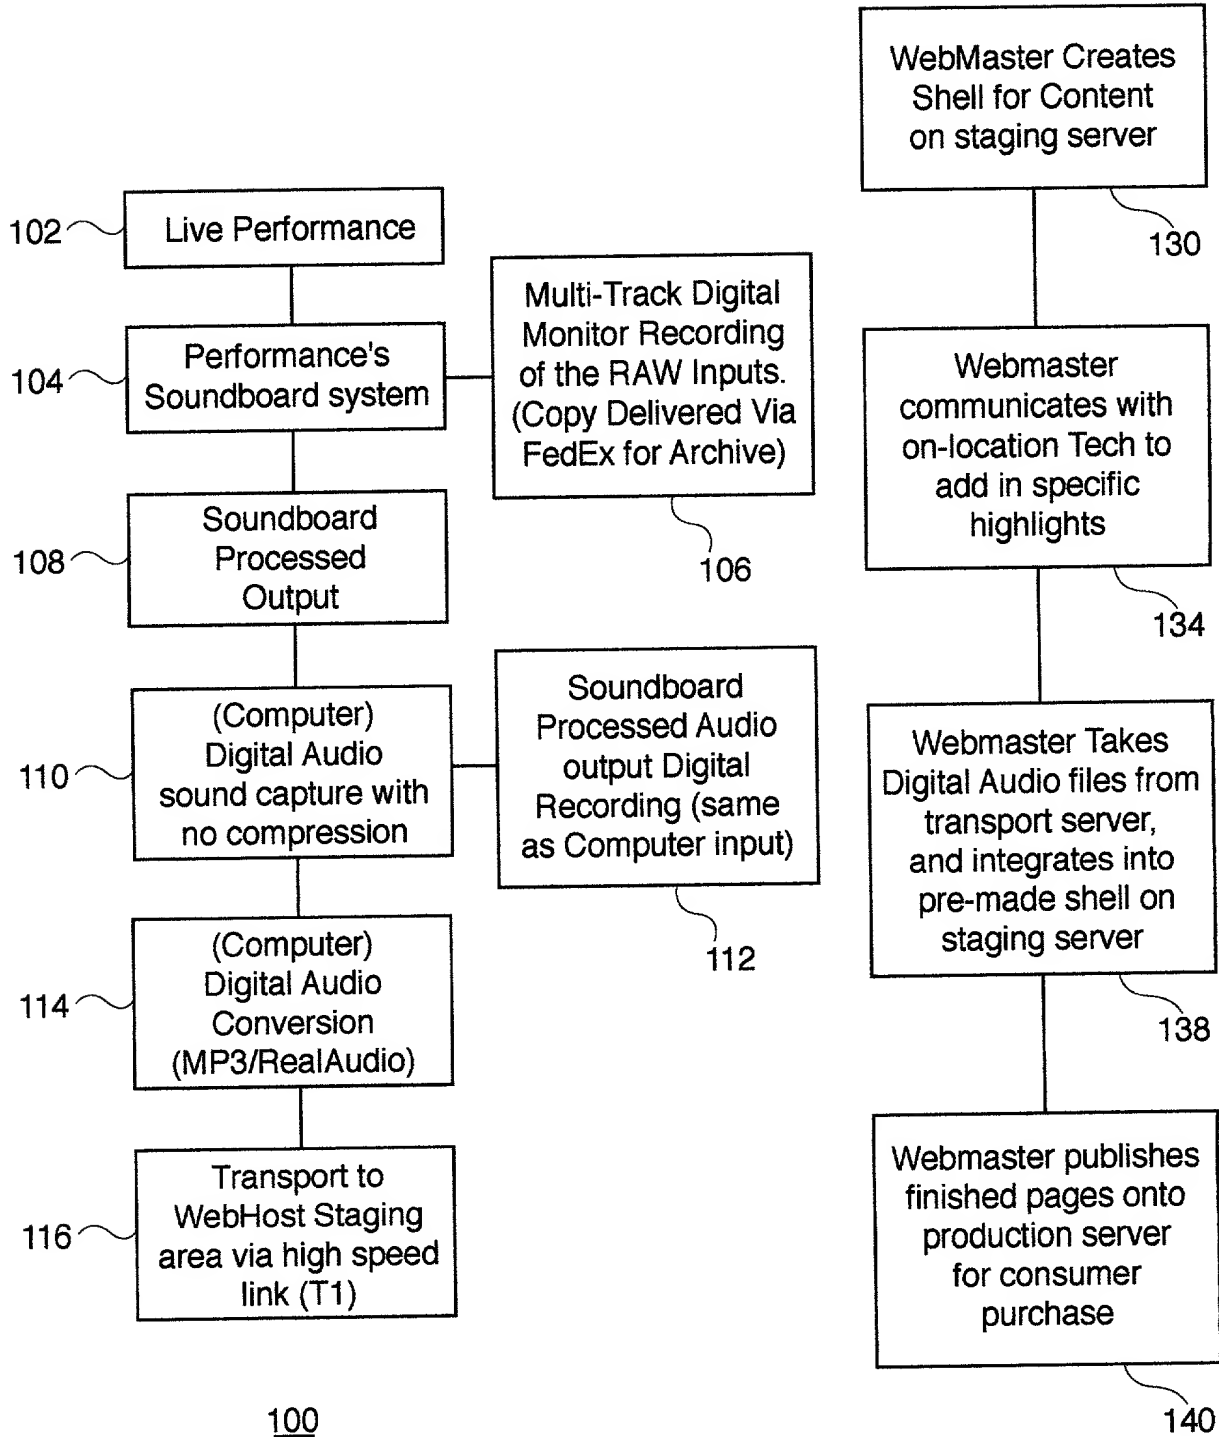 102
Live Performance
104
Performance's
Soundboard system
Multi-Track Digital
Monitor Recording
of the RAW Inputs.
(Copy Delivered Via
FedEx for Archive)
106
108
Soundboard
Processed
Output
110
(Computer)
Digital Audio
sound capture with
no compression
Soundboard
Processed Audio
output Digital
Recording (same
as Computer input)
112
114
(Computer)
Digital Audio
Conversion
(MP3/RealAudio)
116
Transport to
WebHost Staging
area via high speed
link (T1)
100
WebMaster Creates
Shell for Content
on staging server
130
Webmaster
communicates with
on-location Tech to
add in specific
highlights
134
Webmaster Takes
Digital Audio files from
transport server,
and integrates into
pre-made shell on
staging server
138
Webmaster publishes
finished pages onto
production server
for consumer
purchase
140